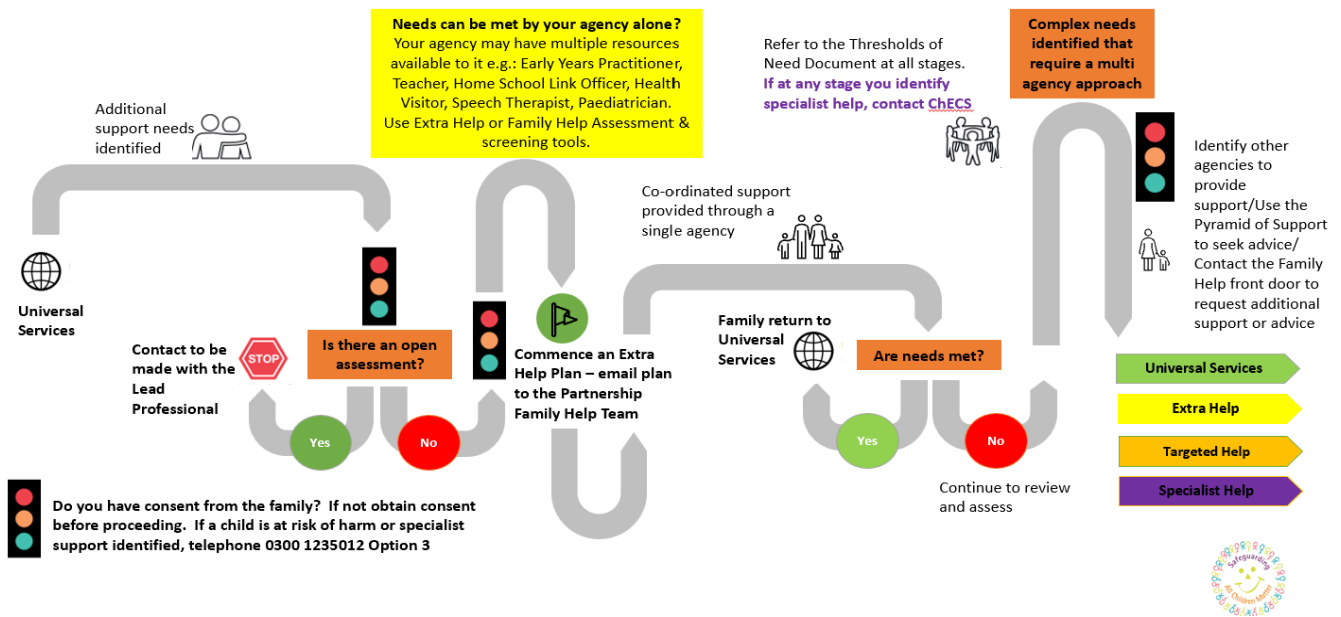 Needs can be met by your agency alone?
Your agency may have multiple resources
available to it e.g.: Early Years Practitioner,
Teacher, Home School Link Officer, Health
Visitor, Speech Therapist, Paediatrician.
Use Extra Help or Family Help Assessment &
screening tools.
Refer to the Thresholds of
Need Document at all stages.
If at any stage you identify
specialist help, contact ChECS
Complex needs
identified that
require a multi
agency approach
Additional
support needs
identified
Identify other
agencies to
provide
support/Use the
Pyramid of Support
to seek advice/
Contact the Family
Help front door to
request additional
support or advice
Co-ordinated support
provided through a
single agency
Universal
Services
Contact to be
made with the
Lead
Professional
STOP
Is there an open
assessment?
Yes
No
Commence an Extra
Help Plan – email plan
to the Partnership
Family Help Team
Family return to
Universal
Services
Are needs met?
Yes
No
Continue to review
and assess
Universal Services
Extra Help
Targeted Help
Specialist Help
Do you have consent from the family? If not obtain consent
before proceeding. If a child is at risk of harm or specialist
support identified, telephone 0300 1235012 Option 3
Safeguarding
All Children Matter